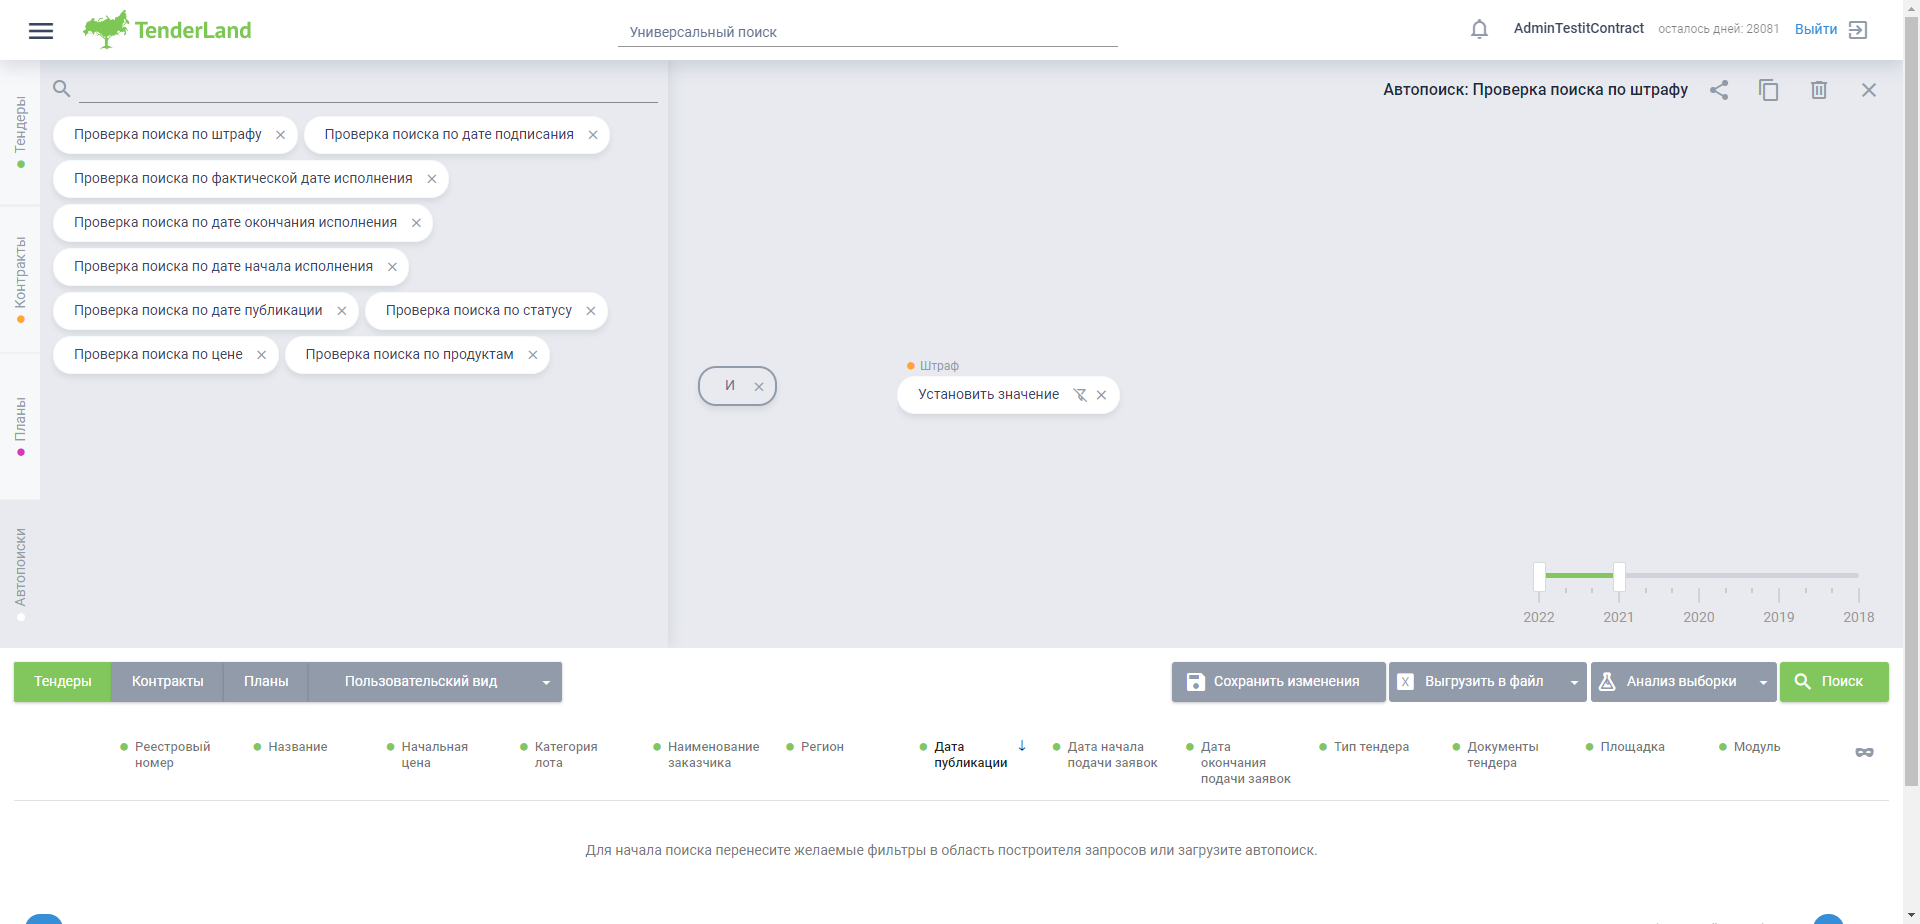 TenderLand
Универсальный поиск
AdminTestitContract
осталось дней: 28081
Выйти
Тендеры
Контракты
Планы
Автопоиски
Проверка поиска по штрафу
Проверка поиска по дате подписания
Проверка поиска по фактической дате исполнения
Проверка поиска по дате окончания исполнения
Проверка поиска по дате начала исполнения
Проверка поиска по дате публикации
Проверка поиска по статусу
Проверка поиска по цене
Проверка поиска по продуктам
Автопоиск: Проверка поиска по штрафу
И
Штраф
Установить значение
2022
2021
2020
2019
2018
Тендеры
Контракты
Планы
Пользовательский вид
Сохранить изменения
X
Выгрузить в файл
Анализ выборки
Поиск
Реестровый
номер
Название
Начальная
цена
Категория
лота
Наименование
заказчика
Регион
Дата
публикации
Дата начала
подачи заявок
Дата
окончания
подачи заявок
Тип тендера
Документы
тендера
Площадка
Модуль
Для начала поиска перенесите желаемые фильтры в область построителя запросов или загрузите автопоиск.